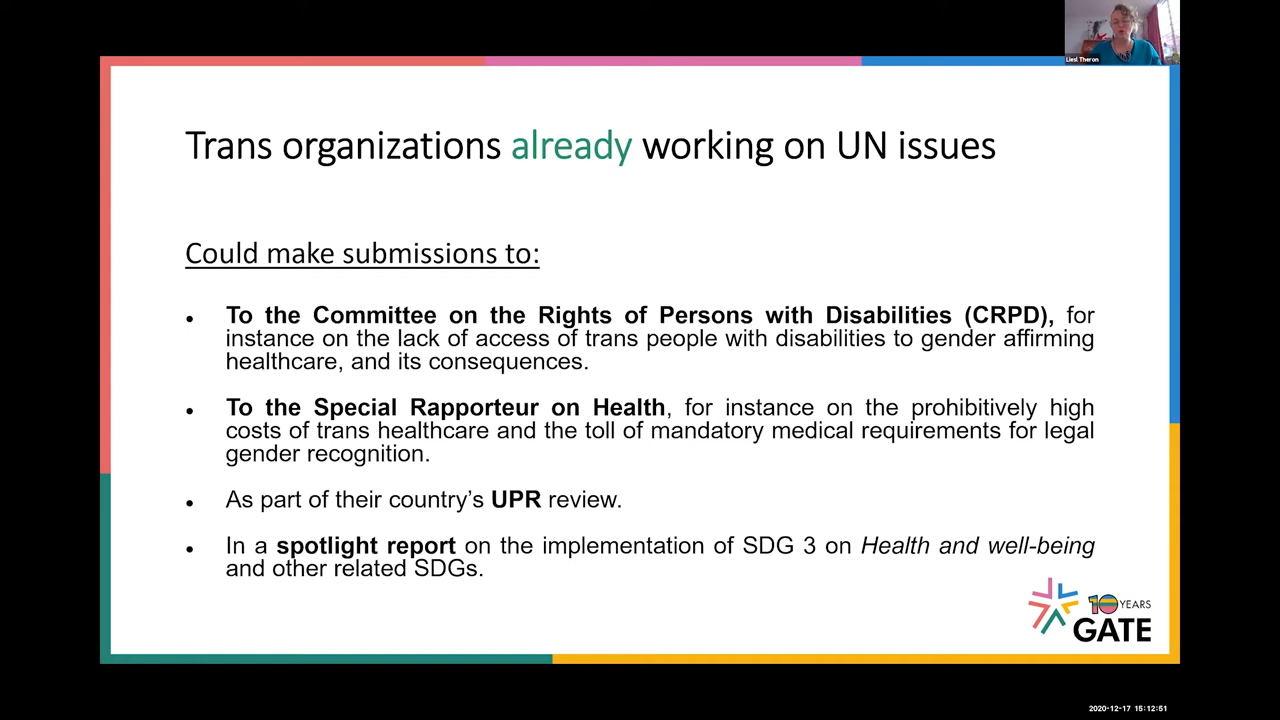 Liesl Theron
Trans organizations already working on UN issues
Could make submissions to:
• To the Committee on the Rights of Persons with Disabilities (CRPD), for
instance on the lack of access of trans people with disabilities to gender affirming
healthcare, and its consequences.
• To the Special Rapporteur on Health, for instance on the prohibitively high
costs of trans healthcare and the toll of mandatory medical requirements for legal
gender recognition.
• As part of their country’s UPR review.
• In a spotlight report on the implementation of SDG 3 on Health and well-being
and other related SDGs.
10 YEARS
GATE
2020-12-17 15:12:51